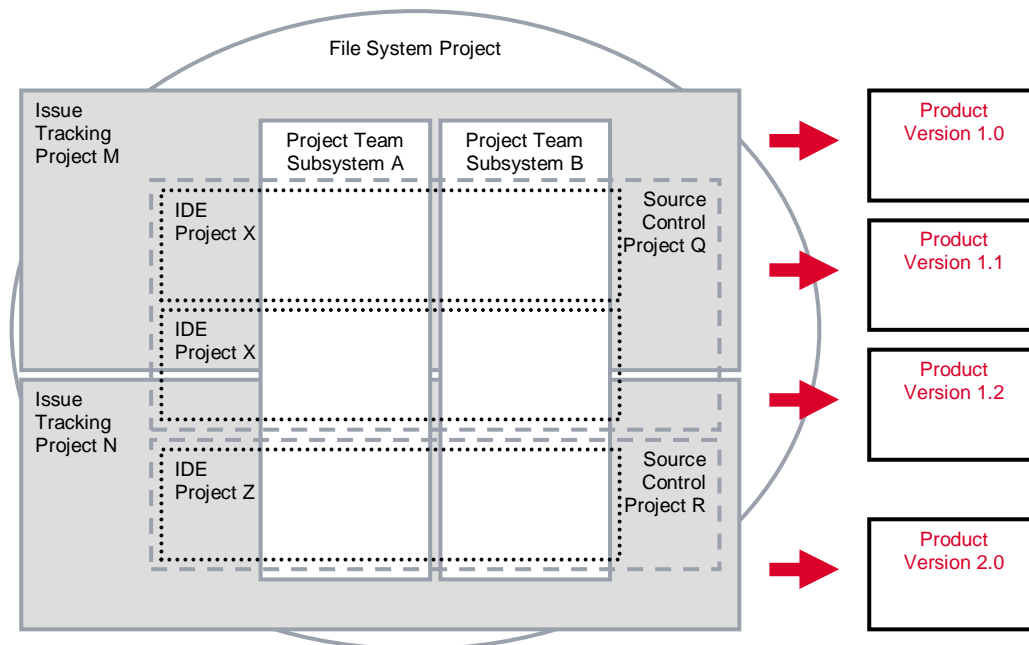 File System Project
Issue
Tracking
Project M
Project Team
Subsystem A
Project Team
Subsystem B
IDE
Project X
Source
Control
Project Q
IDE
Project X
Issue
Tracking
Project N
IDE
Project Z
Source
Control
Project R
Product
Version 1.0
Product
Version 1.1
Product
Version 1.2
Product
Version 2.0